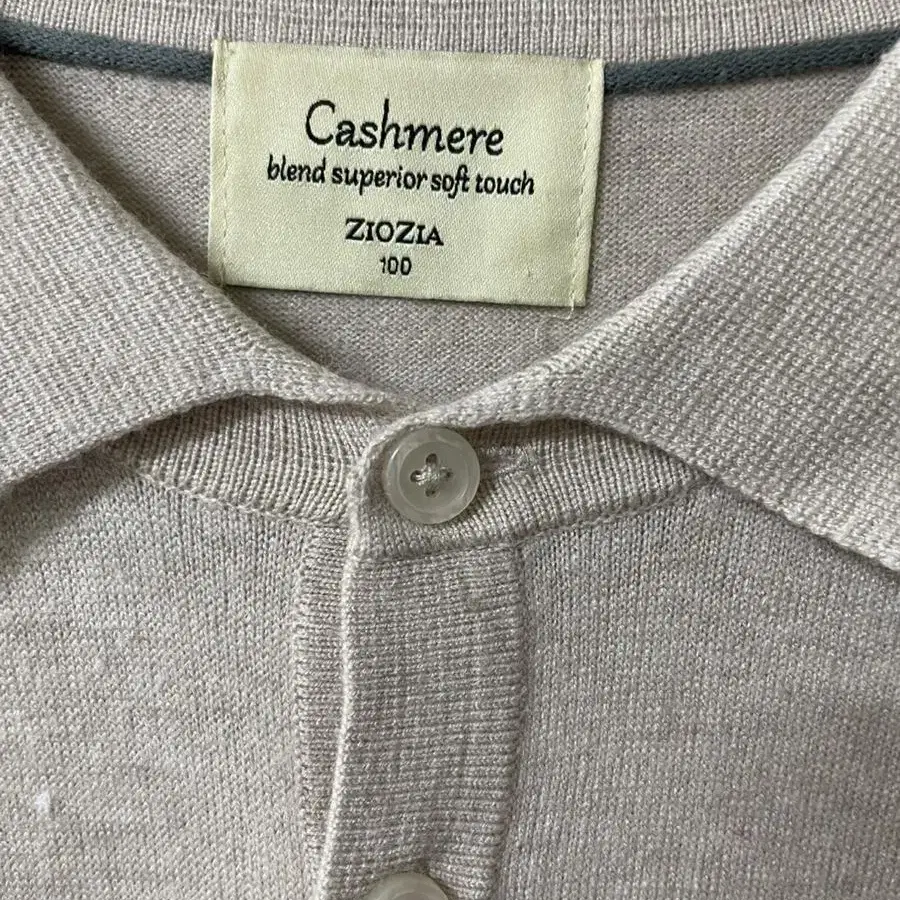 Cashmere
blend superior soft touch
ZIOZIA
100